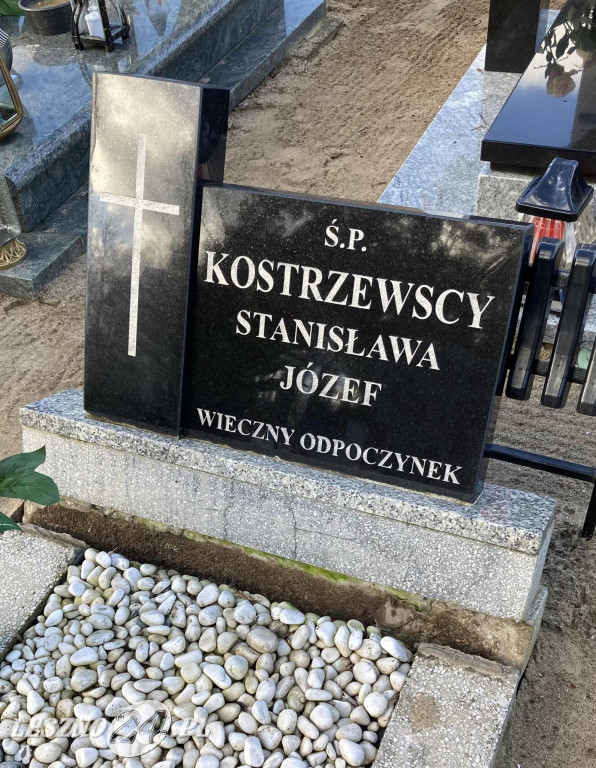 Ś.P.
KOSTRZEWSCY
STANISŁAWA
JÓZEF
WIECZNY ODPOCZYNEK
LESZNO24.PL